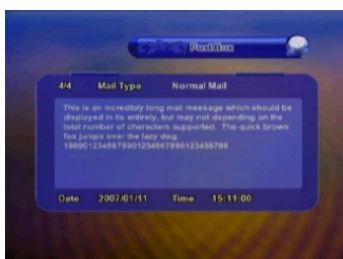 PostBox
4/4 Mail Type Normal Mail
This is an incredibly long mail message which should be
displayed in its entirety, but may not depending on the
total number of characters supported. The quick brown
fox jumps over the lazy dog.
Date 2007/01/11 Time 15:11:00